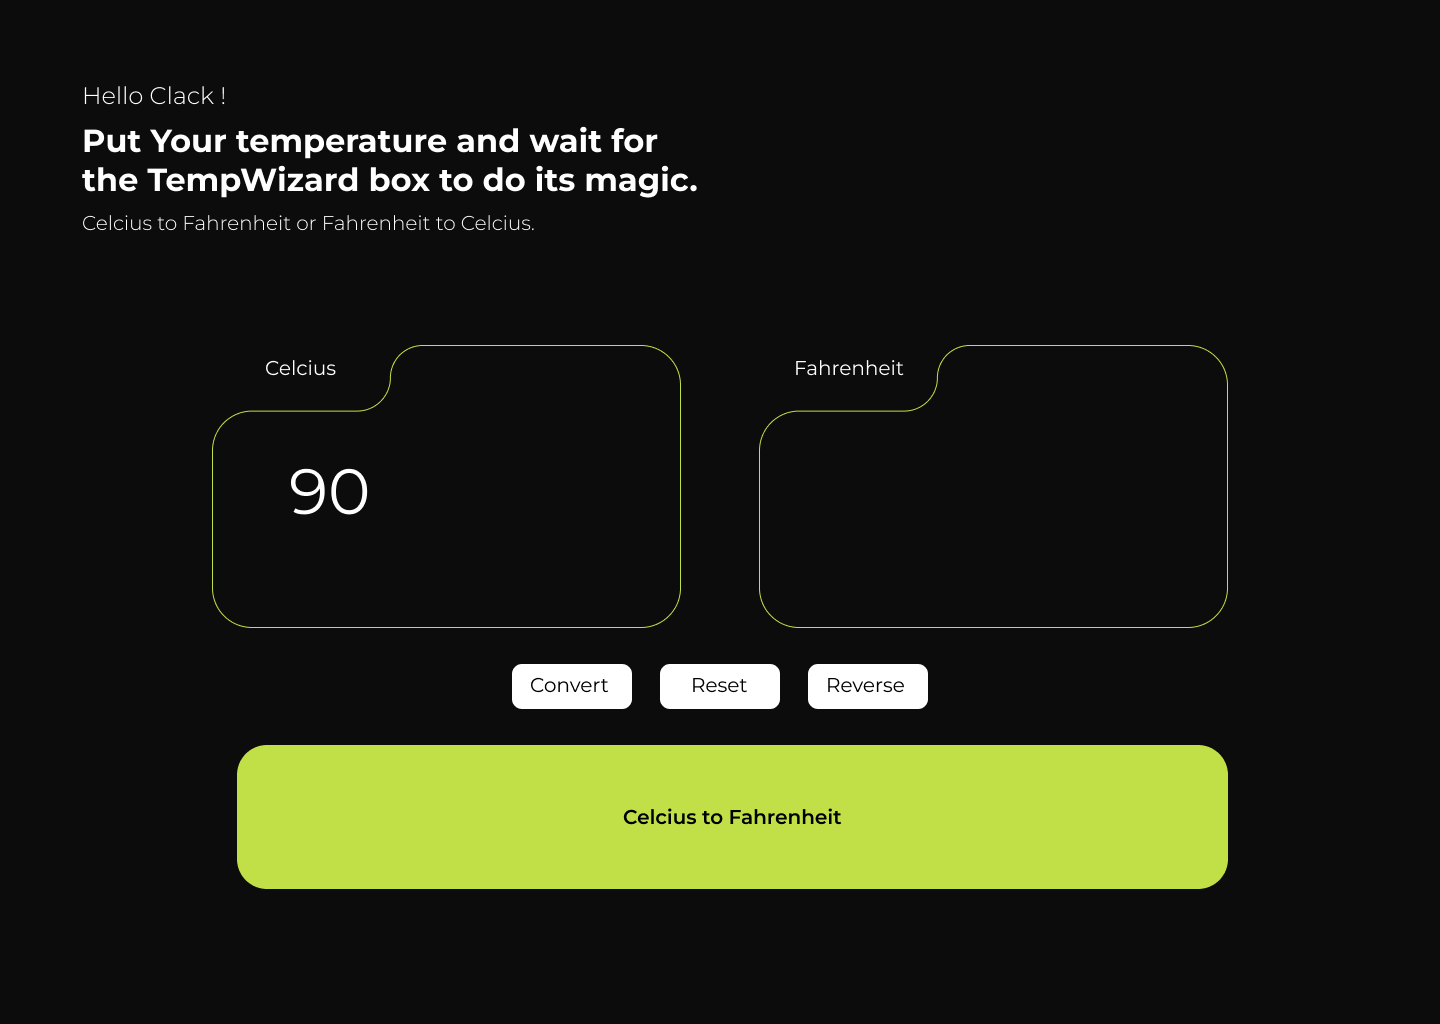 Hello Clack !
Put Your temperature and wait for
the TempWizard box to do its magic.
Celcius to Fahrenheit or Fahrenheit to Celcius.
Celcius
Fahrenheit
90
Convert
Reset
Reverse
Celcius to Fahrenheit